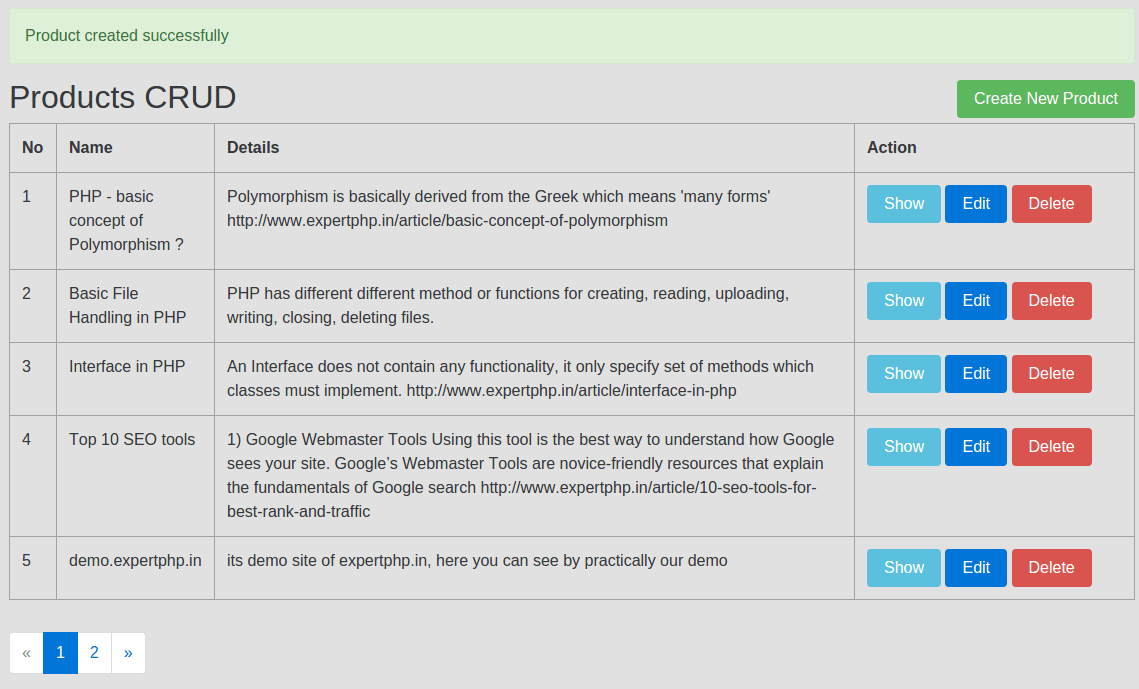 Product created successfully
Products CRUD
Create New Product
No Name Details Action
1 PHP - basic Polymorphism is basically derived from the Greek which means 'many forms' Show Edit Delete
concept of http://www.expertphp.in/article/basic-concept-of-polymorphism
Polymorphism ?
2 Basic File PHP has different different method or functions for creating, reading, uploading, Show Edit Delete
Handling in PHP writing, closing, deleting files.
3 Interface in PHP An Interface does not contain any functionality, it only specify set of methods which Show Edit Delete
classes must implement. http://www.expertphp.in/article/interface-in-php
4 Top 10 SEO tools 1) Google Webmaster Tools Using this tool is the best way to understand how Google Show Edit Delete
sees your site. Google’s Webmaster Tools are novice-friendly resources that explain
the fundamentals of Google search http://www.expertphp.in/article/10-seo-tools-for-
best-rank-and-traffic
5 demo.expertphp.in its demo site of expertphp.in, here you can see by practically our demo Show Edit Delete
« 1 2 »